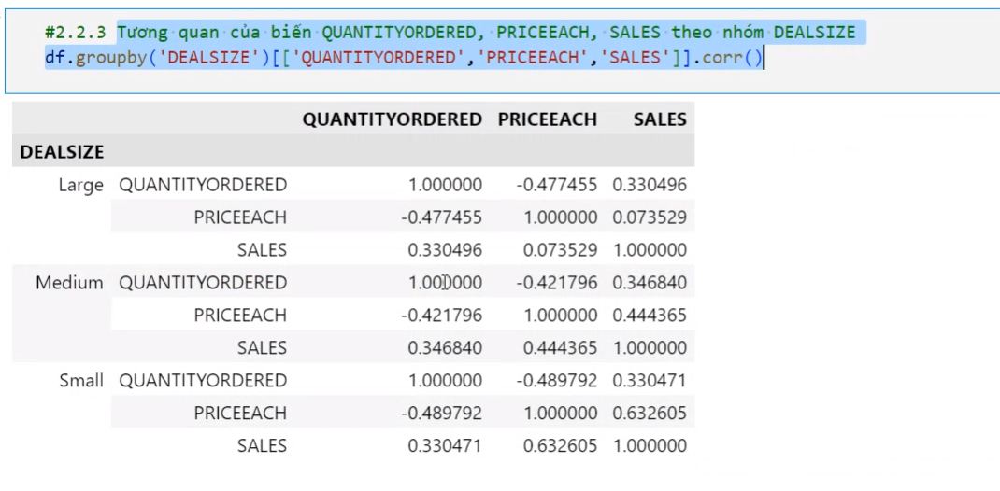 #2.2.3 Tương quan của biến QUANTITYORDERED, PRICEEACH, SALES theo nhóm DEALSIZE
df.groupby('DEALSIZE')[['QUANTITYORDERED','PRICEEACH','SALES']].corr()
QUANTITYORDERED PRICEEACH SALES
DEALSIZE
Large QUANTITYORDERED 1.000000 -0.477455 0.330496
PRICEEACH -0.477455 1.000000 0.073529
SALES 0.330496 0.073529 1.000000
Medium QUANTITYORDERED 1.000000 -0.421796 0.346840
PRICEEACH -0.421796 1.000000 0.444365
SALES 0.346840 0.444365 1.000000
Small QUANTITYORDERED 1.000000 -0.489792 0.330471
PRICEEACH -0.489792 1.000000 0.632605
SALES 0.330471 0.632605 1.000000